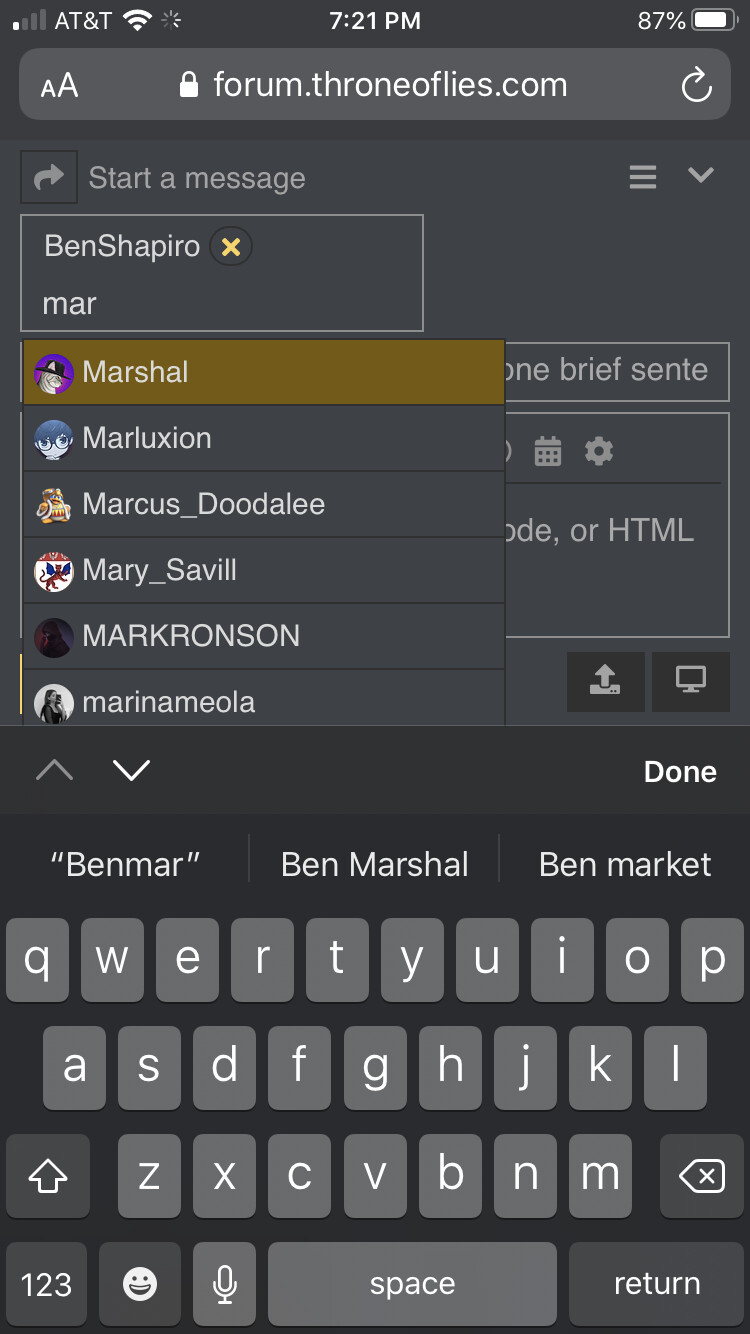 AT&T 7:21 PM 87%
AA forum.throneoflies.com
Start a message
BenShapiro
mar
Marshal
one brief sente
Marluxion
Marcus_Doodalee
ode, or HTML
Mary_Savill
MARKRONSON
marinameola
Done
“Benmar” Ben Marshal Ben market
q w e r t y u i o p
a s d f g h j k l
z x c v b n m
123 space return